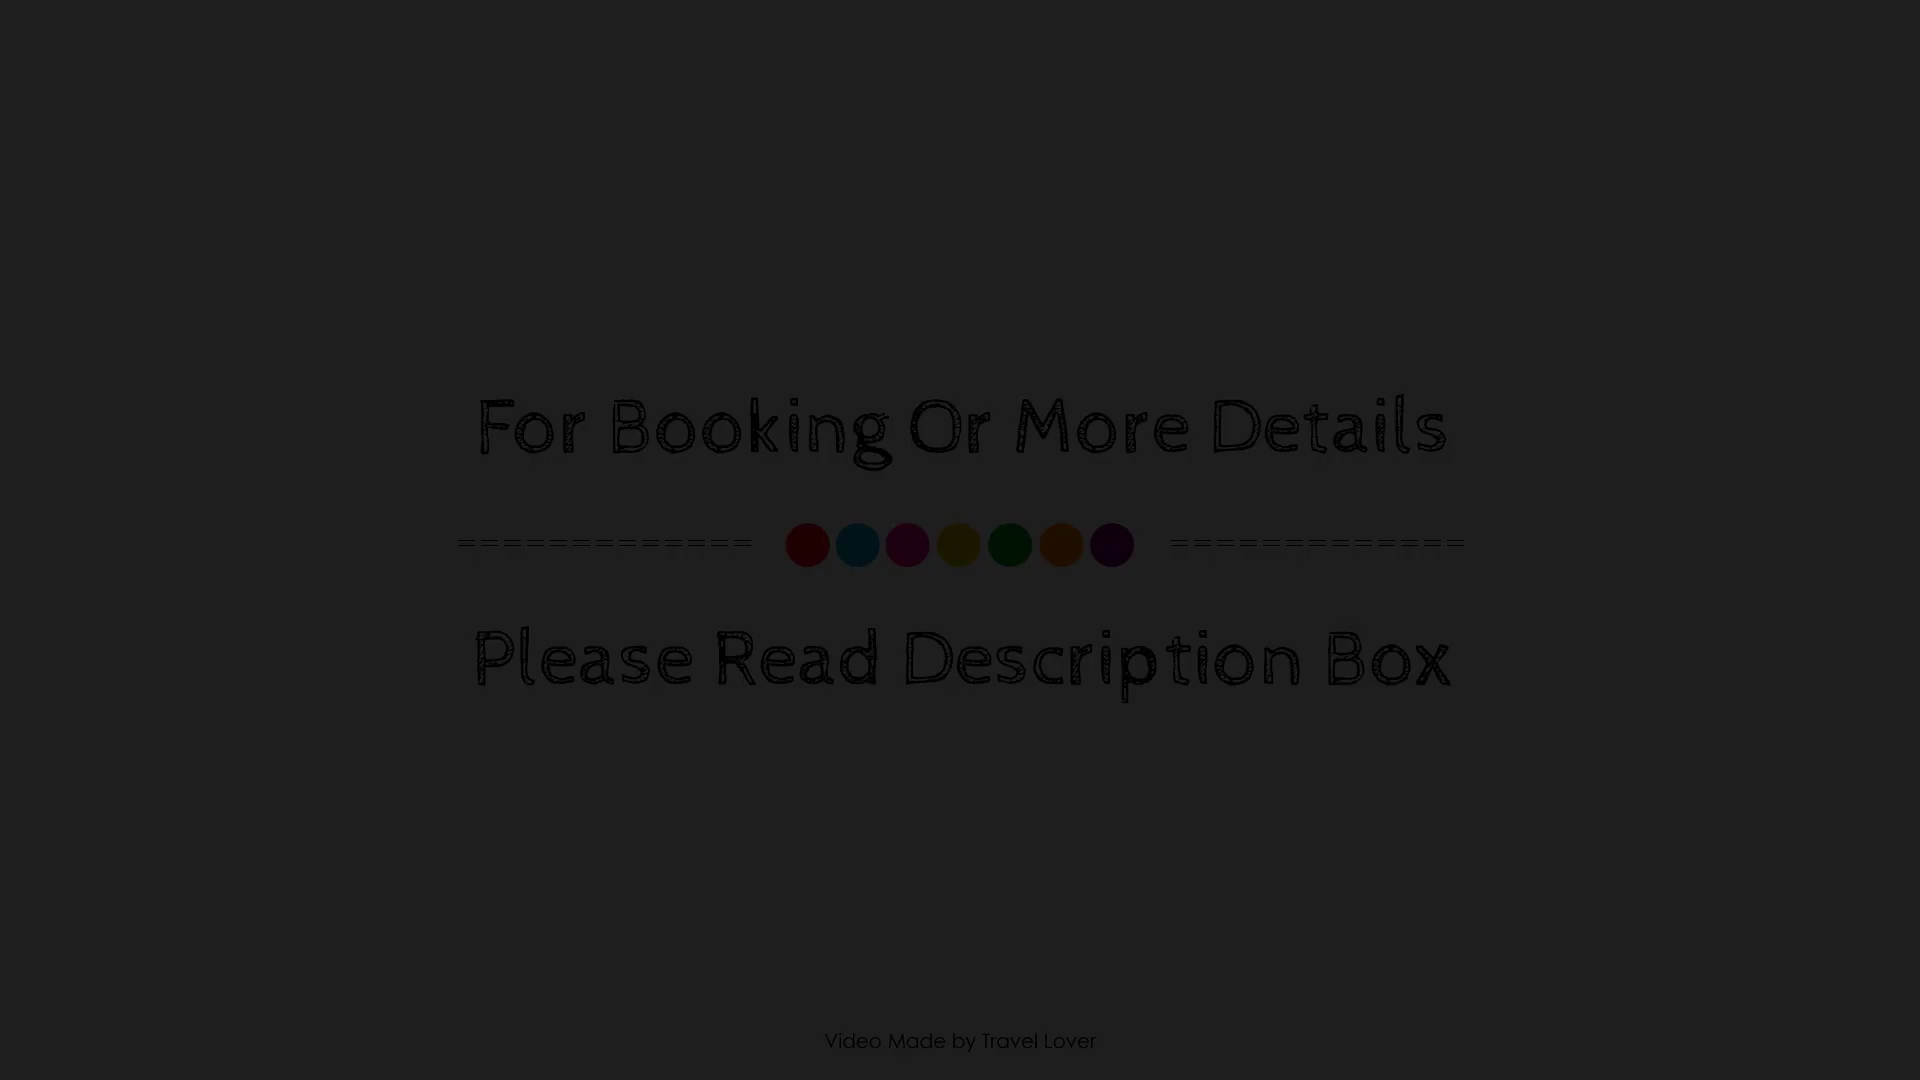 For Booking Or More Details
============= =============
Please Read Description Box
Video Made by Travel Lover